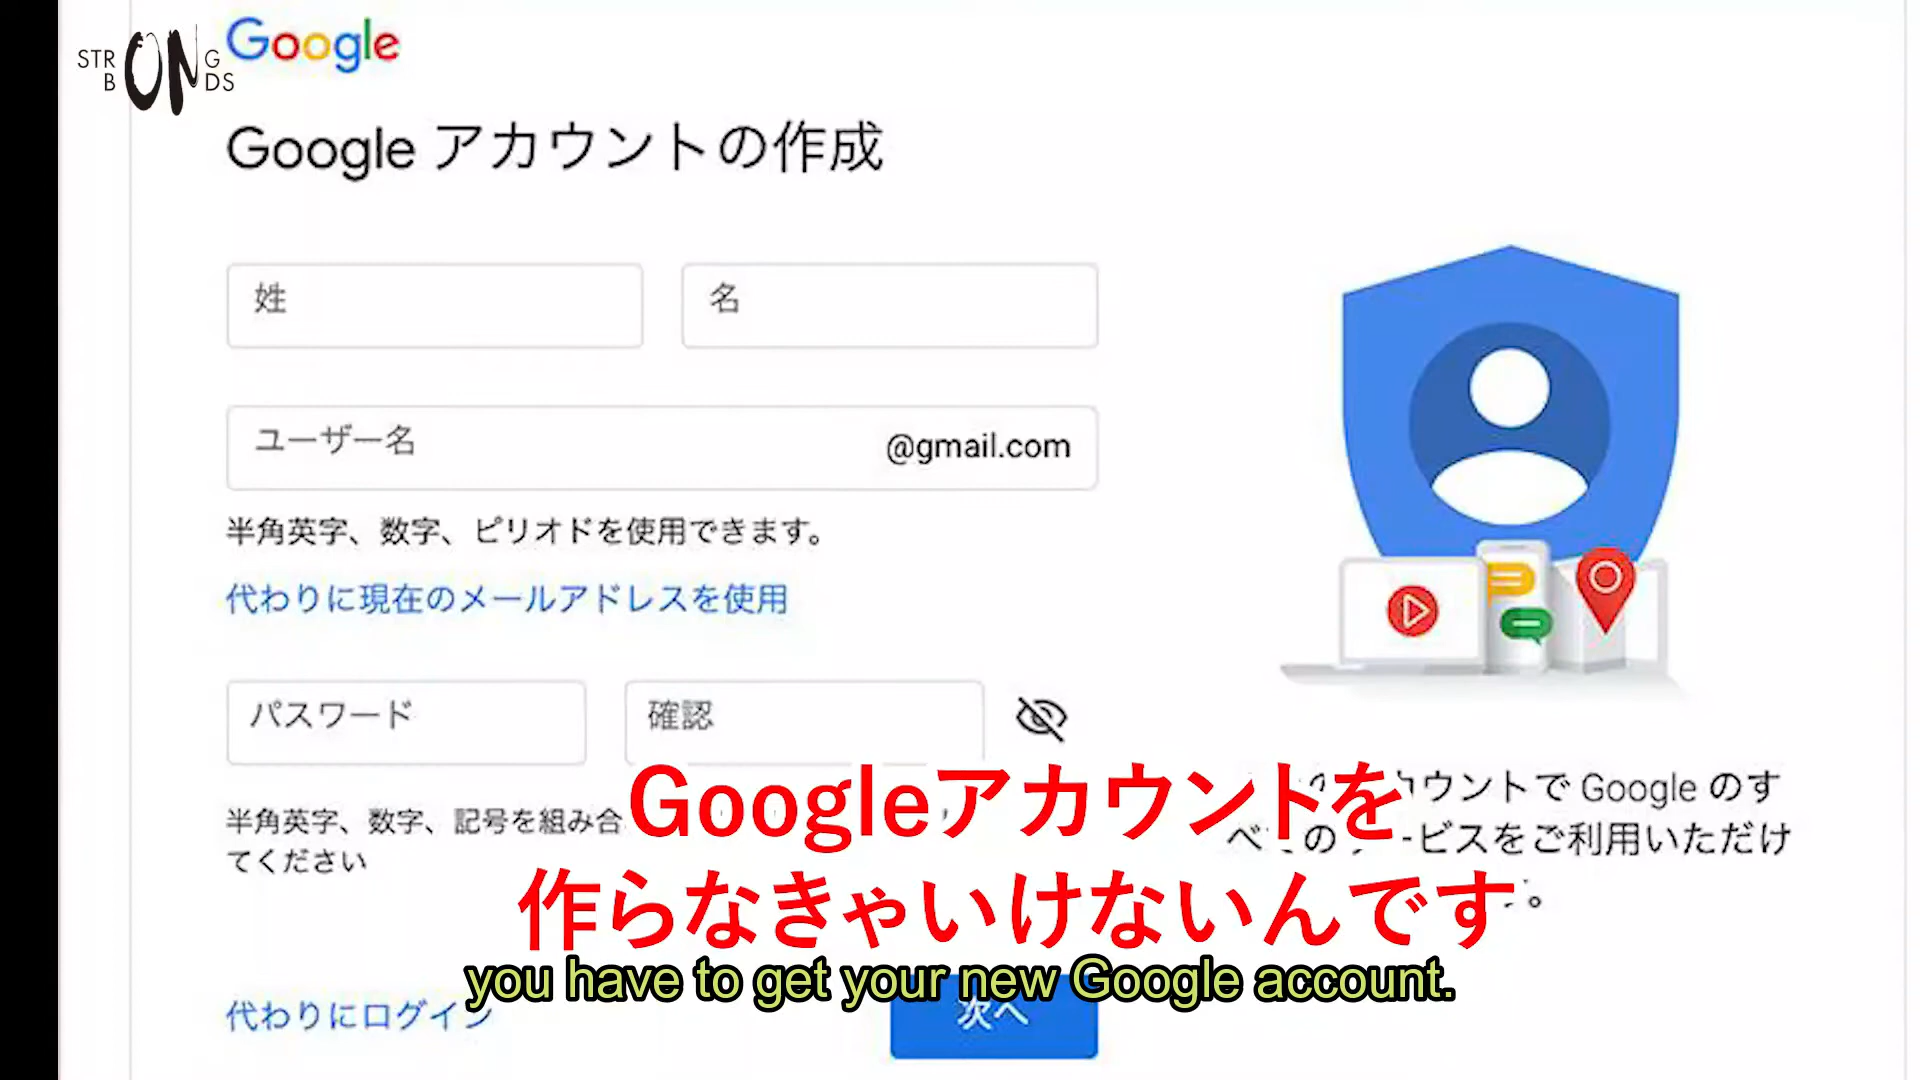 STRONG
BONDS
Google
Google アカウントの作成
姓
名
ユーザー名
@gmail.com
半角英字、数字、ピリオドを使用できます。
代わりに現在のメールアドレスを使用
パスワード
確認
半角英字、数字、記号を組み合
てください
カウントで Google のす
べ の ービスをご利用いただけ
。
Googleアカウントを
作らなきゃいけないんです
you have to get your new Google account.
代わりにログイン
次へ